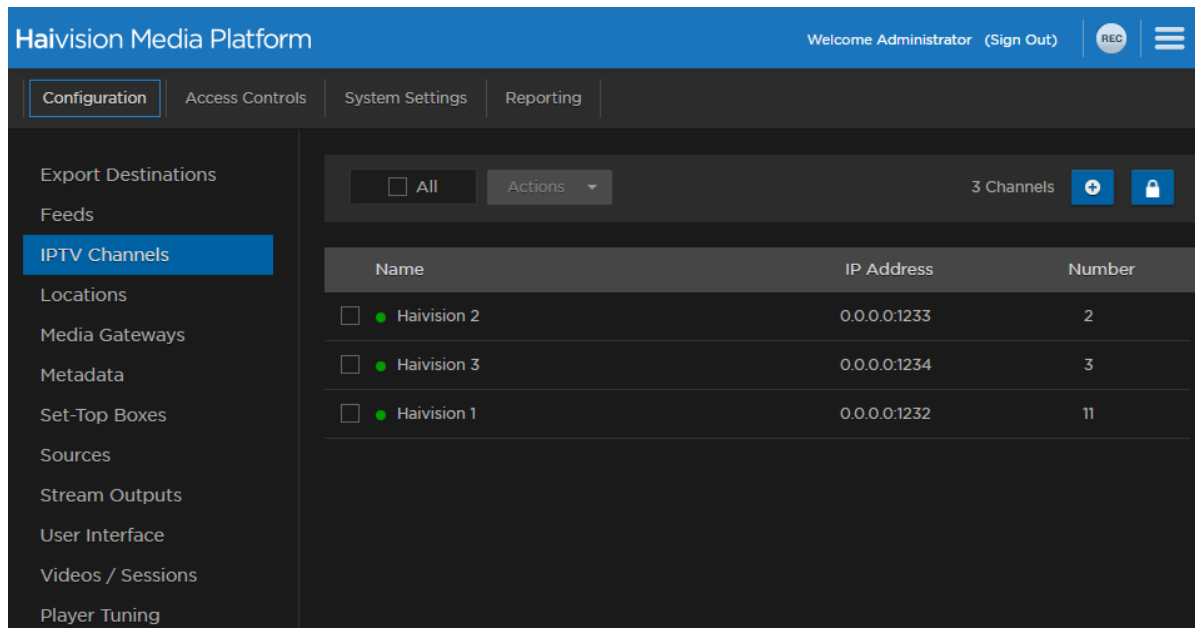 Haivision Media Platform
Welcome Administrator (Sign Out)
REC
Configuration Access Controls System Settings Reporting
Export Destinations
Feeds
IPTV Channels
Locations
Media Gateways
Metadata
Set-Top Boxes
Sources
Stream Outputs
User Interface
Videos / Sessions
Player Tuning
All Actions 3 Channels
Name IP Address Number
Haivision 2 0.0.0.0:1233 2
Haivision 3 0.0.0.0:1234 3
Haivision 1 0.0.0.0:1232 11